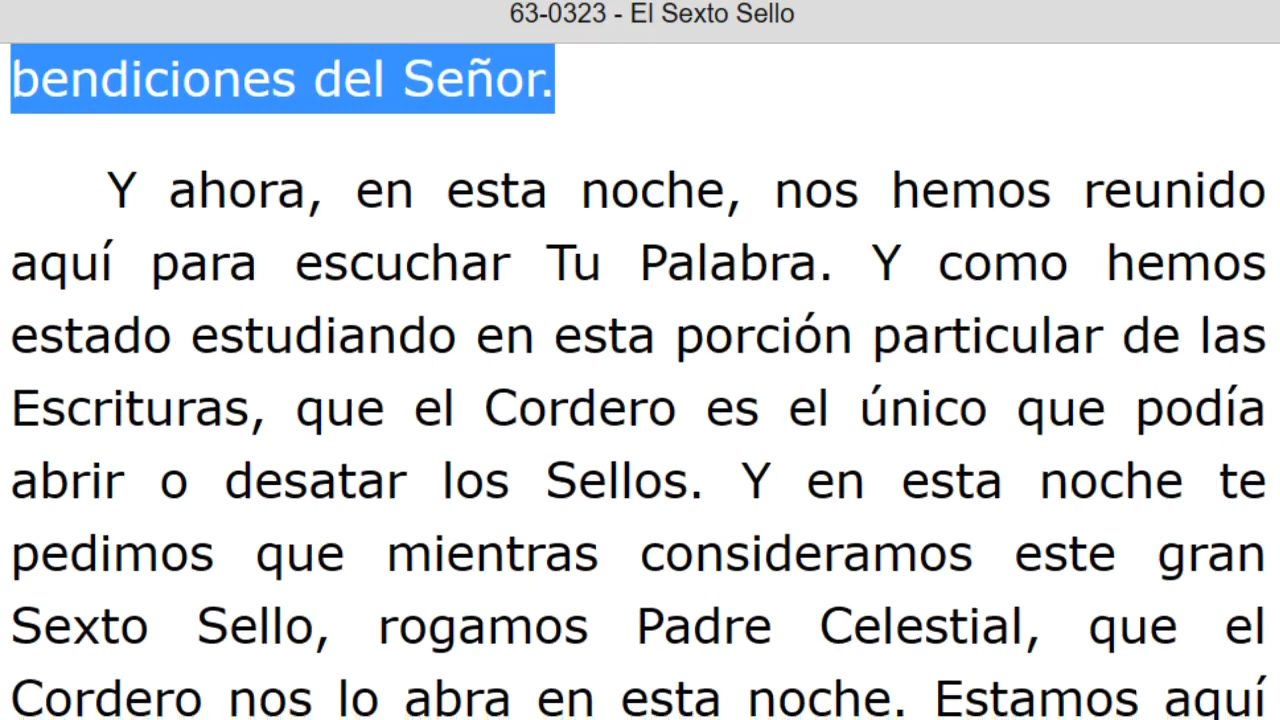 63-0323 - El Sexto Sello
bendiciones del Señor.
Y ahora, en esta noche, nos hemos reunido
aquí para escuchar Tu Palabra. Y como hemos
estado estudiando en esta porción particular de las
Escrituras, que el Cordero es el único que podía
abrir o desatar los Sellos. Y en esta noche te
pedimos que mientras consideramos este gran
Sexto Sello, rogamos Padre Celestial, que el
Cordero nos lo abra en esta noche. Estamos aquí